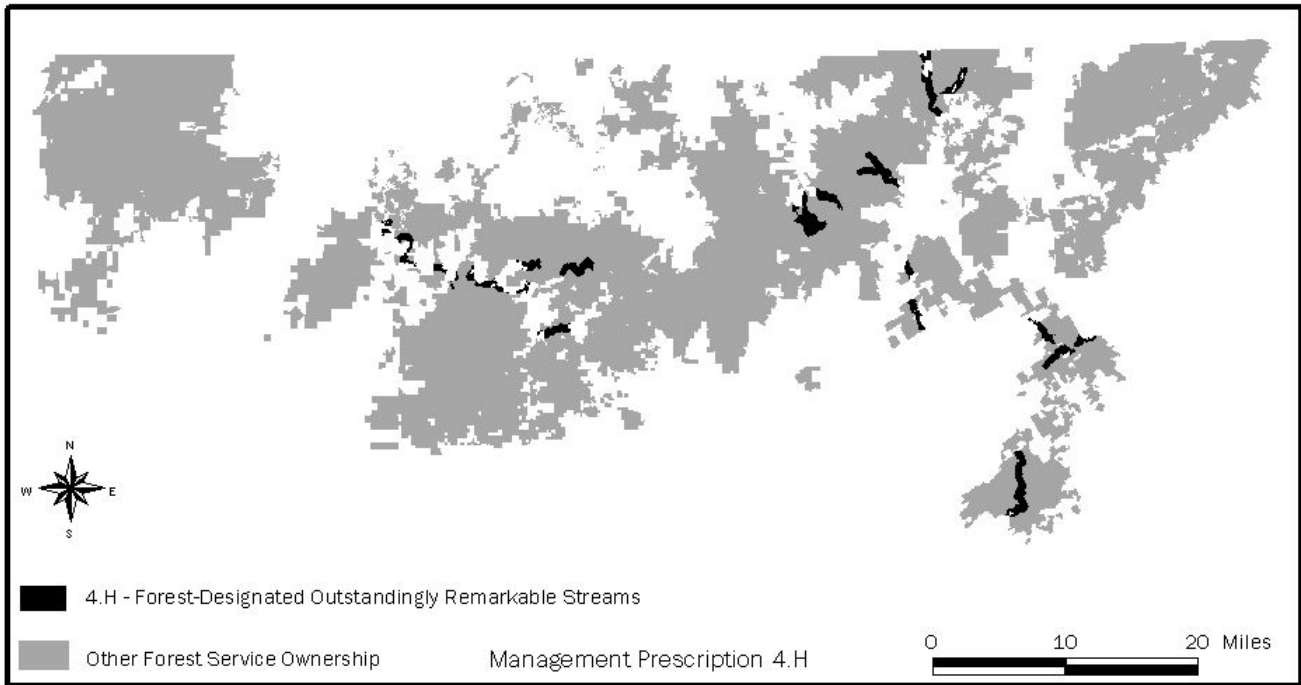 N
W E
S
4.H - Forest-Designated Outstandingly Remarkable Streams
Other Forest Service Ownership
Management Prescription 4.H
0 10 20 Miles